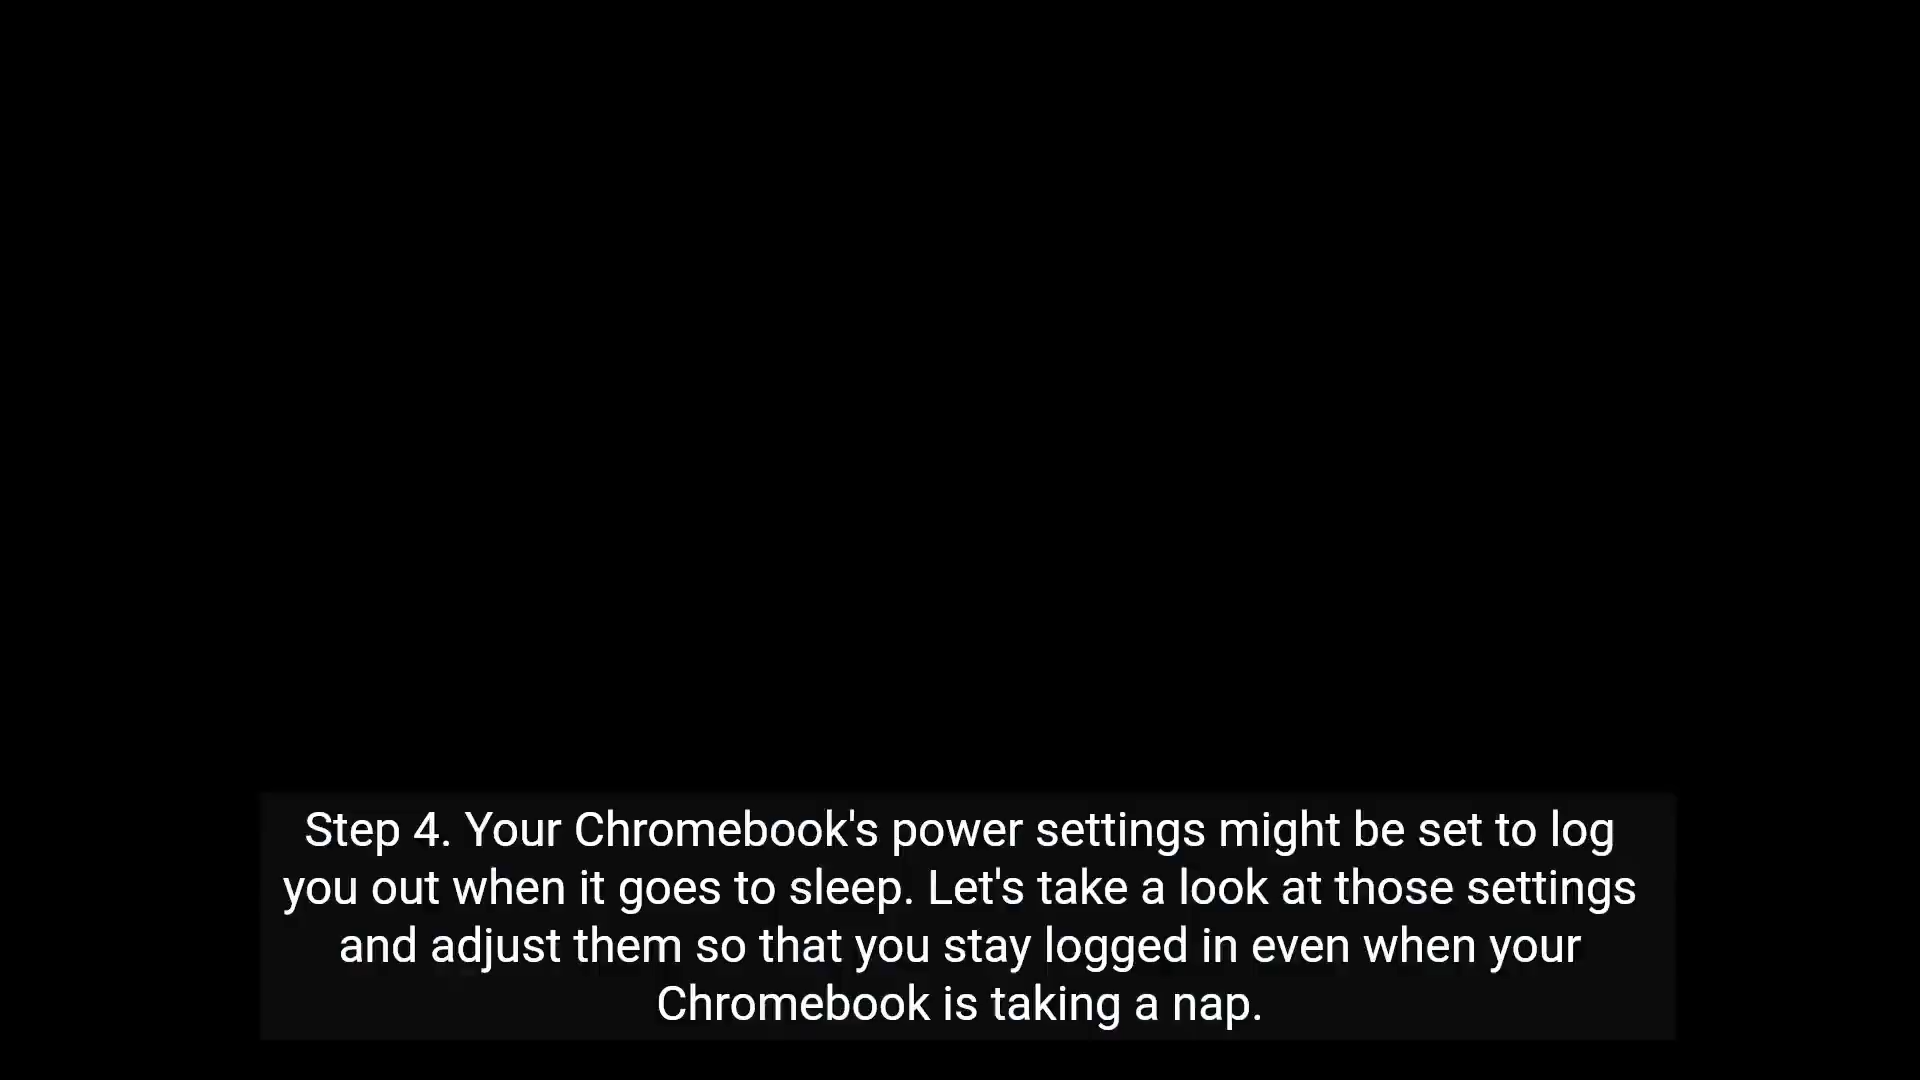 Step 4. Your Chromebook's power settings might be set to log
you out when it goes to sleep. Let's take a look at those settings
and adjust them so that you stay logged in even when your
Chromebook is taking a nap.